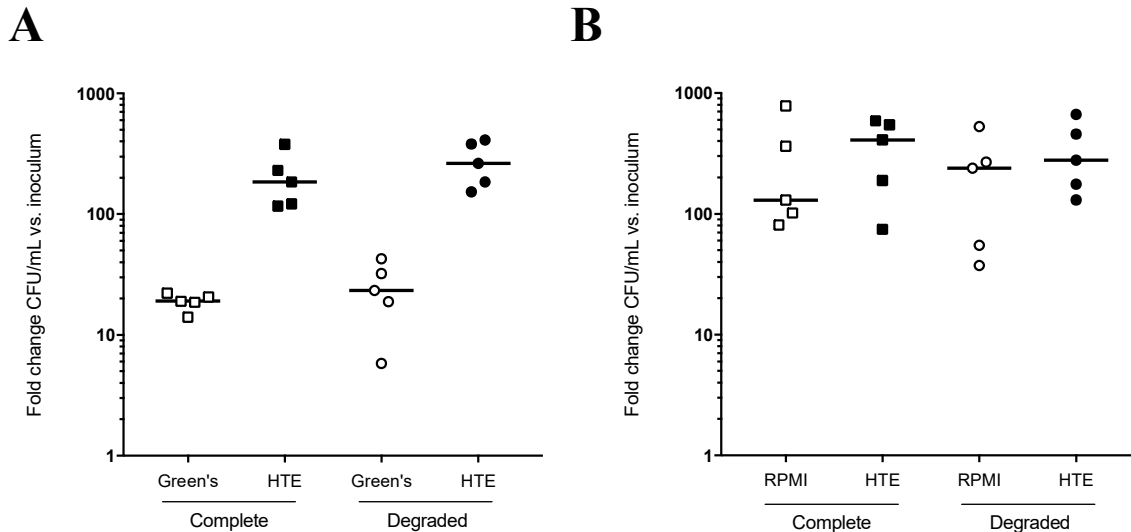 A
Fold change CFU/mL vs. inoculum
1000
100
10
1
Green's HTE Green's HTE
Complete Degraded
B
Fold change CFU/mL vs. inoculum
1000
100
10
1
RPMI HTE RPMI HTE
Complete Degraded